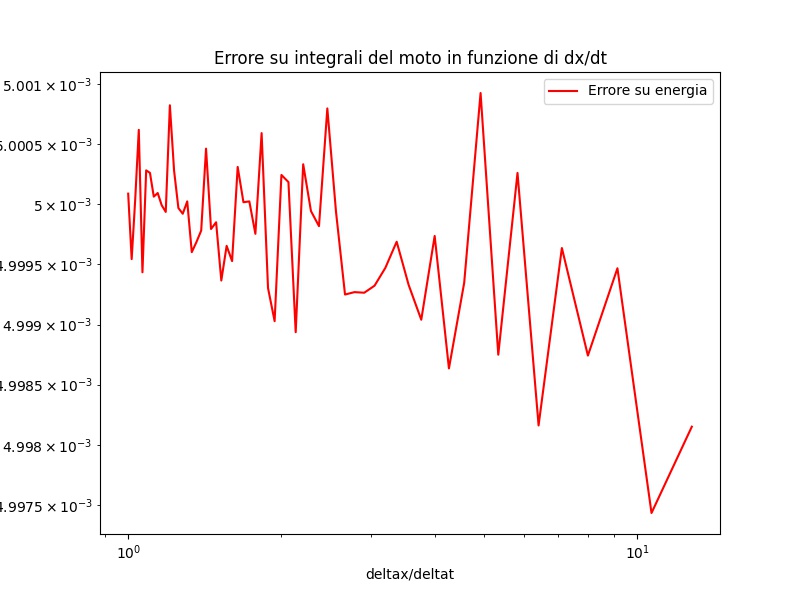 Errore su integrali del moto in funzione di dx/dt
Errore su energia
5.001 × 10⁻³
5.0005 × 10⁻³
5 × 10⁻³
4.9995 × 10⁻³
4.999 × 10⁻³
4.9985 × 10⁻³
4.998 × 10⁻³
4.9975 × 10⁻³
10⁰ 10¹
deltax/deltat